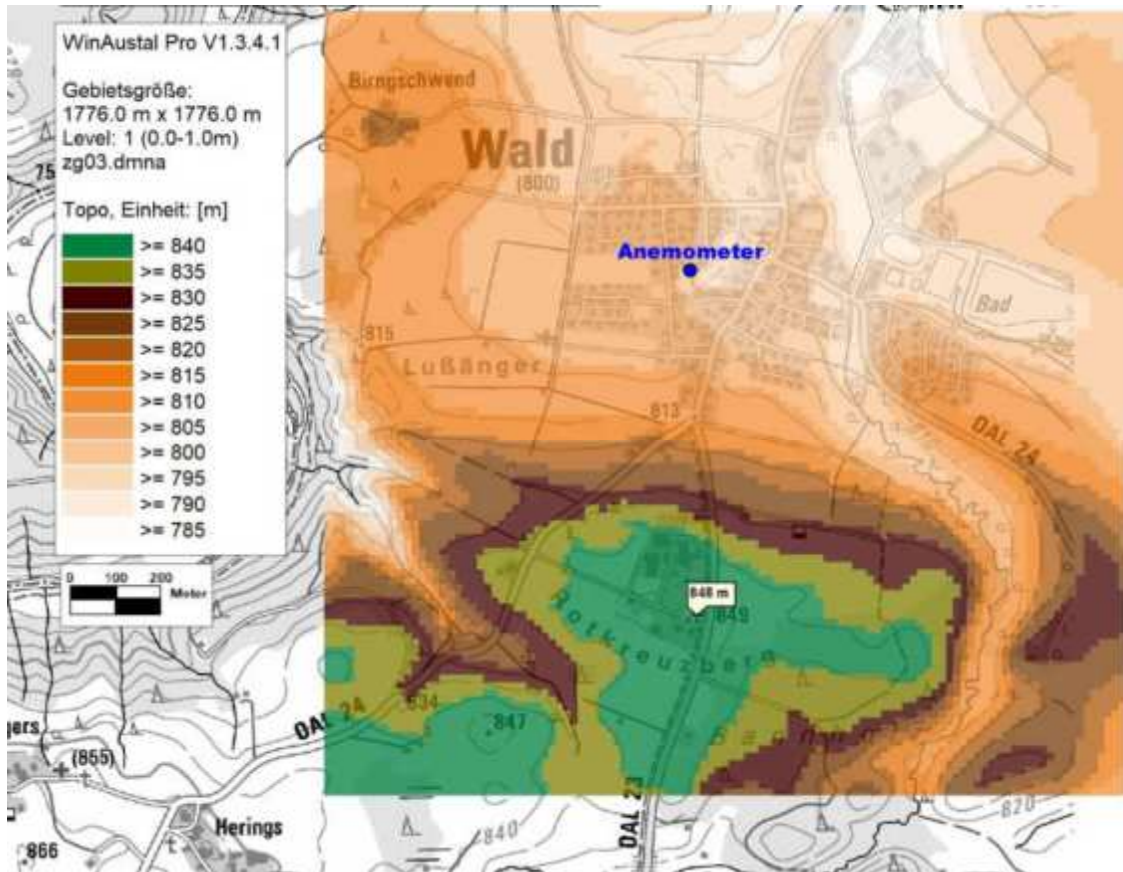 WinAustal Pro V1.3.4.1
Gebietsgröße:
1776.0 m x 1776.0 m
Level: 1 (0.0-1.0m)
zg03.dmna
Topo, Einheit: [m]
>= 840
>= 835
>= 830
>= 825
>= 820
>= 815
>= 810
>= 805
>= 800
>= 795
>= 790
>= 785
0 100 200
Meter
Birngschwend
Wald
(800)
Anemometer
Bad
815
Lußänger
813
OAL 24
848 m
849
Rotkreuzberg
834
OAL 24
847
(855)
Herings
866
840
OAL 23
820